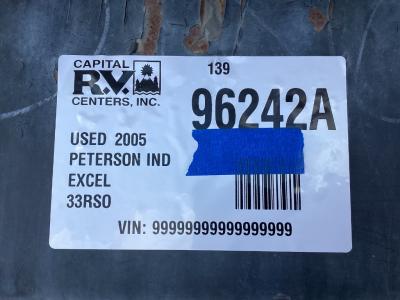 CAPITAL
R.V.
CENTERS, INC.
139
96242A
USED 2005
PETERSON IND
EXCEL
33RSO
VIN: 99999999999999999